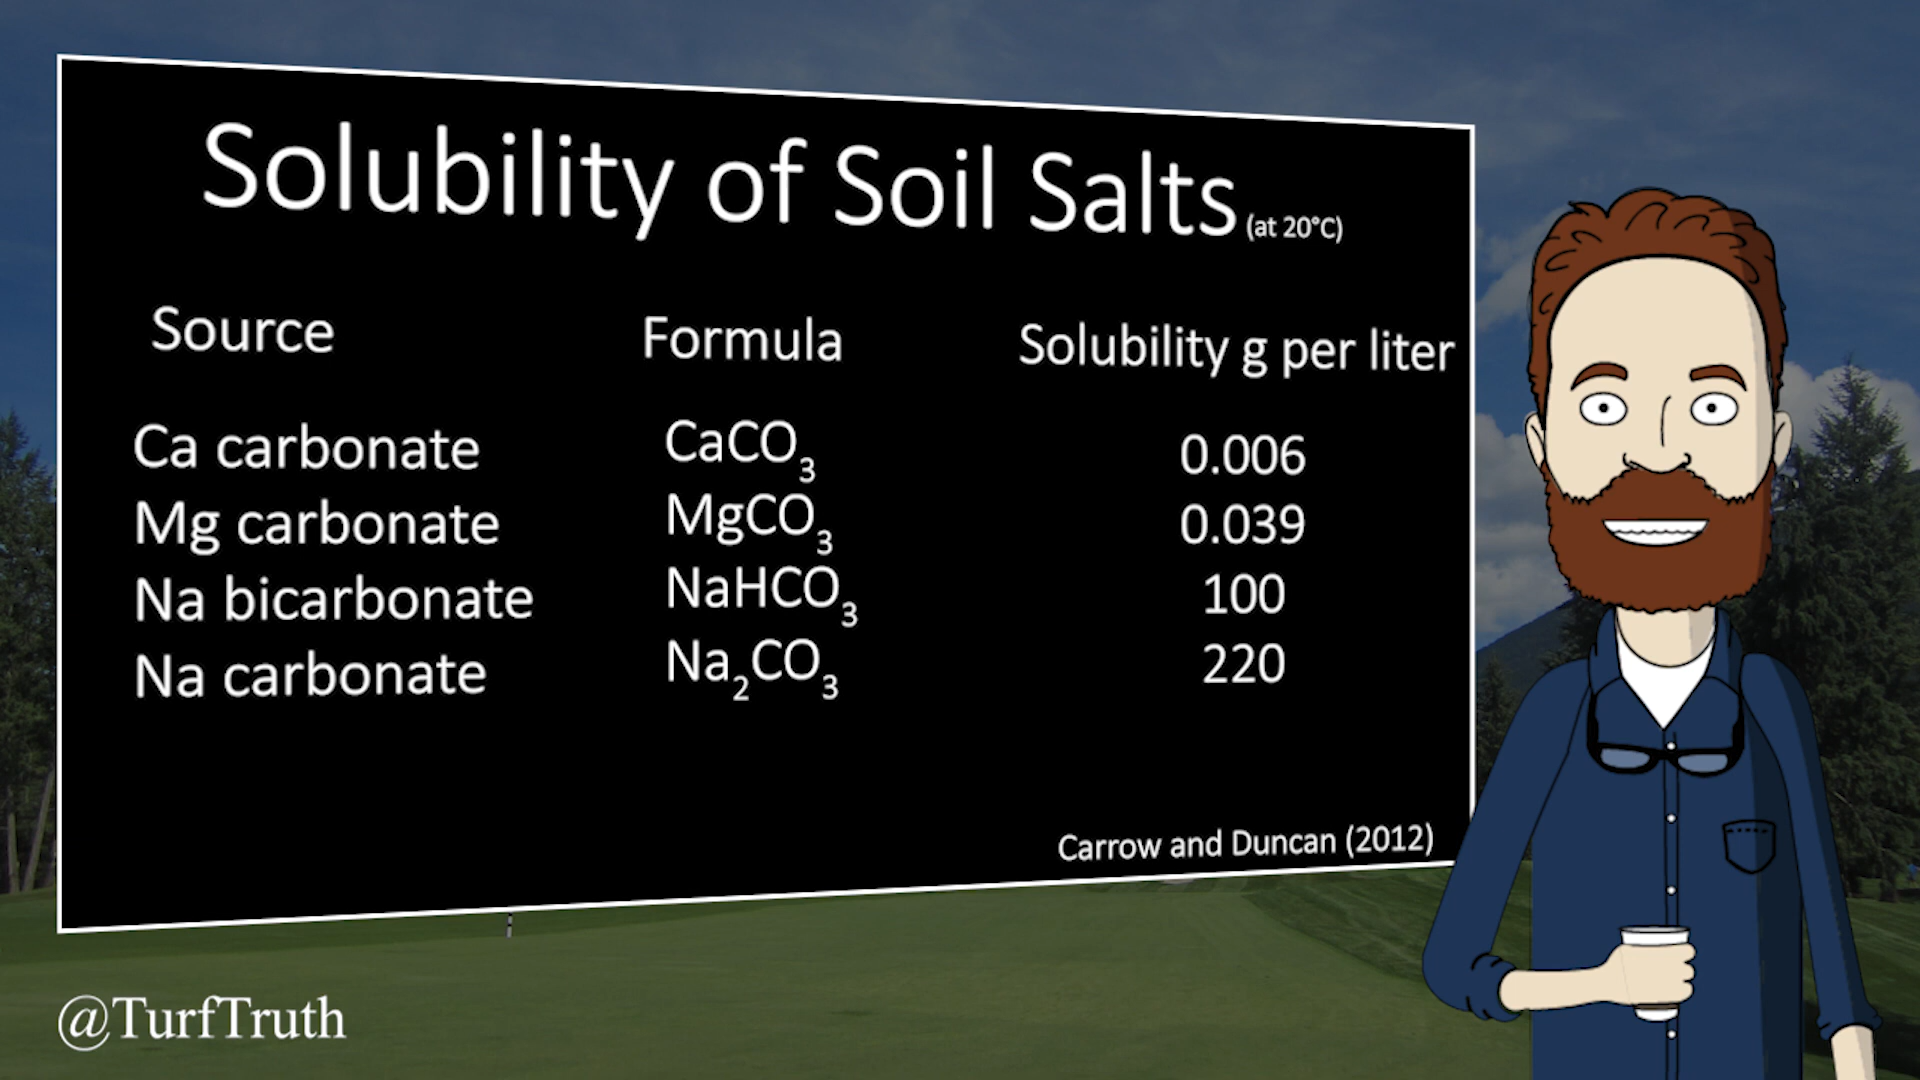 Solubility of Soil Salts (at 20°C)
Source Formula Solubility g per liter
Ca carbonate CaCO₃ 0.006
Mg carbonate MgCO₃ 0.039
Na bicarbonate NaHCO₃ 100
Na carbonate Na₂CO₃ 220
Carrow and Duncan (2012)
@TurfTruth